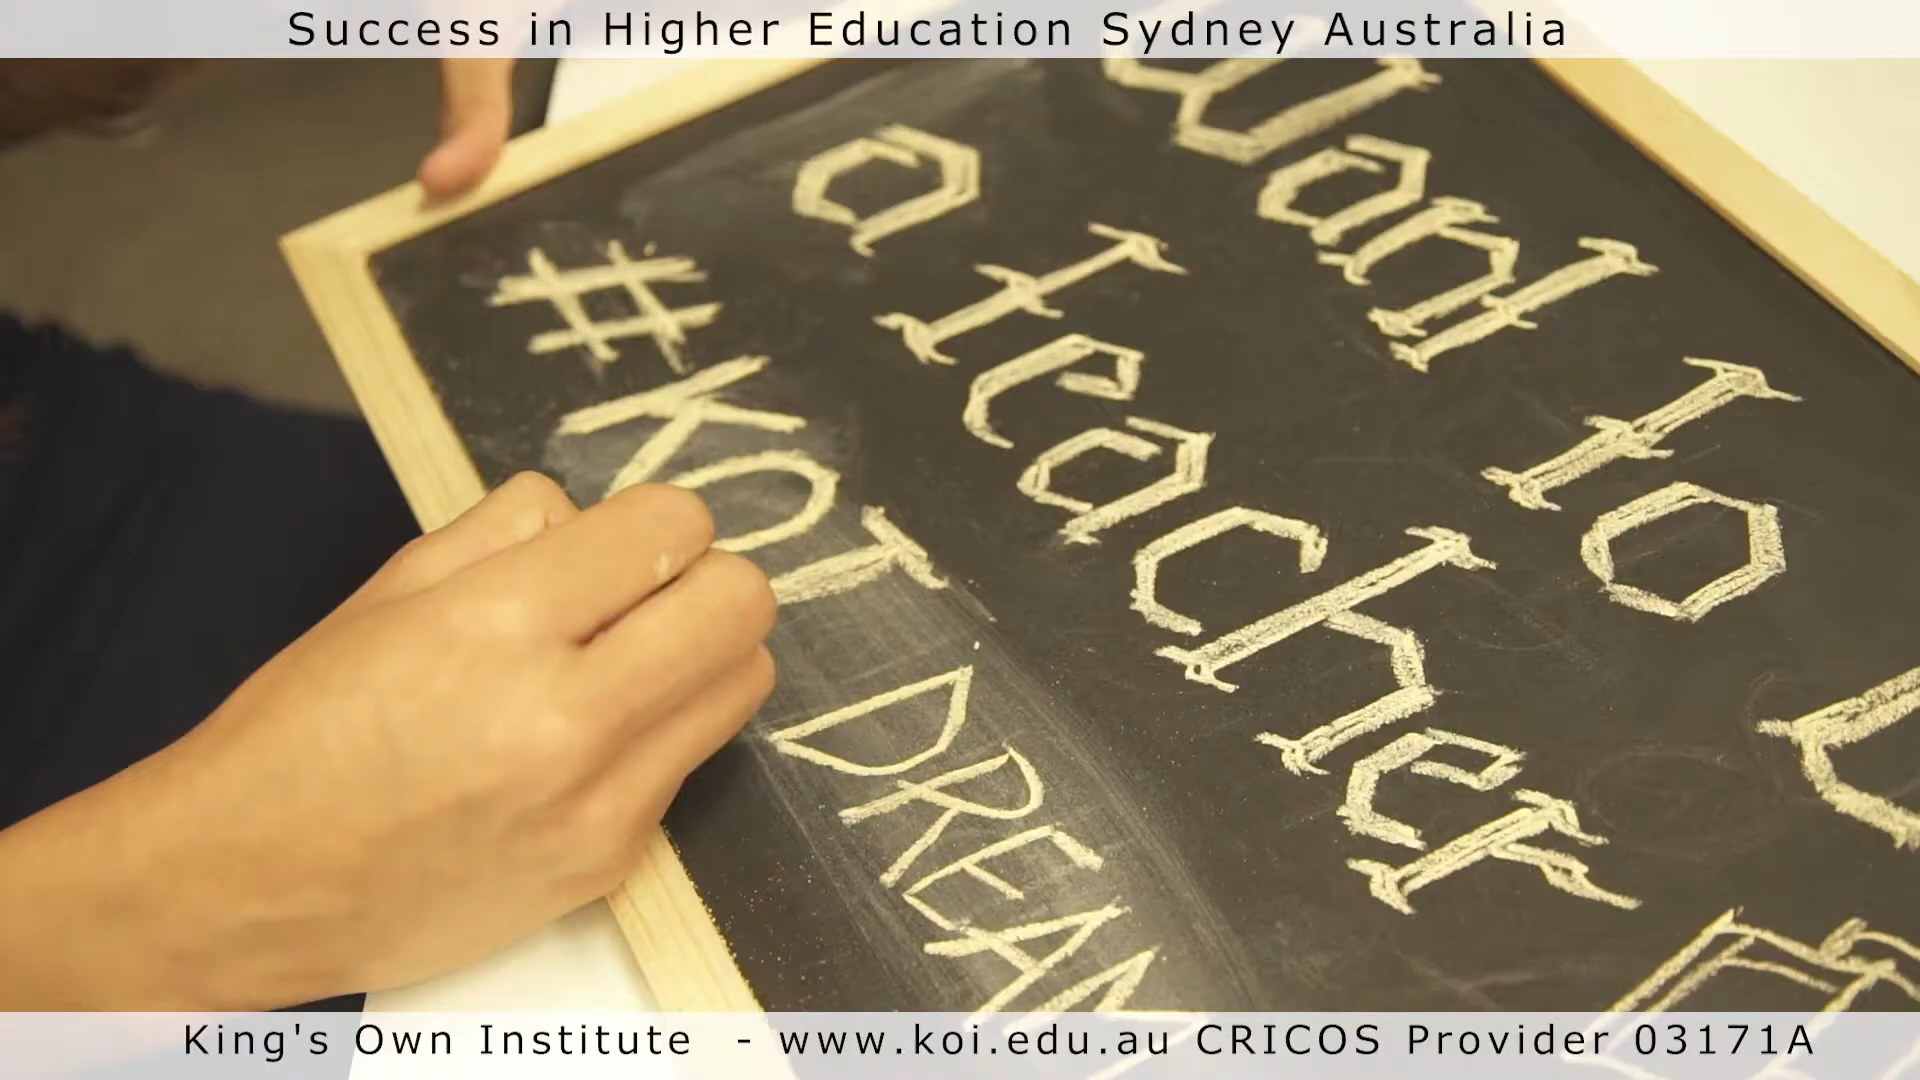 Success in Higher Education Sydney Australia
Want to
a teacher
#KOI DREAM
King's Own Institute - www.koi.edu.au CRICOS Provider 03171A